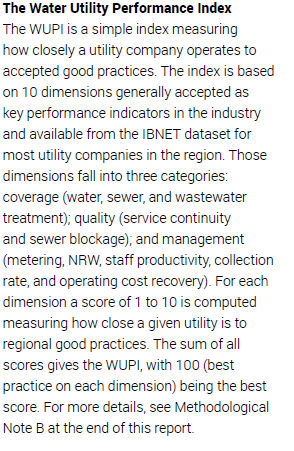 The Water Utility Performance Index
The WUPI is a simple index measuring
how closely a utility company operates to
accepted good practices. The index is based
on 10 dimensions generally accepted as
key performance indicators in the industry
and available from the IBNET dataset for
most utility companies in the region. Those
dimensions fall into three categories:
coverage (water, sewer, and wastewater
treatment); quality (service continuity
and sewer blockage); and management
(metering, NRW, staff productivity, collection
rate, and operating cost recovery). For each
dimension a score of 1 to 10 is computed
measuring how close a given utility is to
regional good practices. The sum of all
scores gives the WUPI, with 100 (best
practice on each dimension) being the best
score. For more details, see Methodological
Note B at the end of this report.